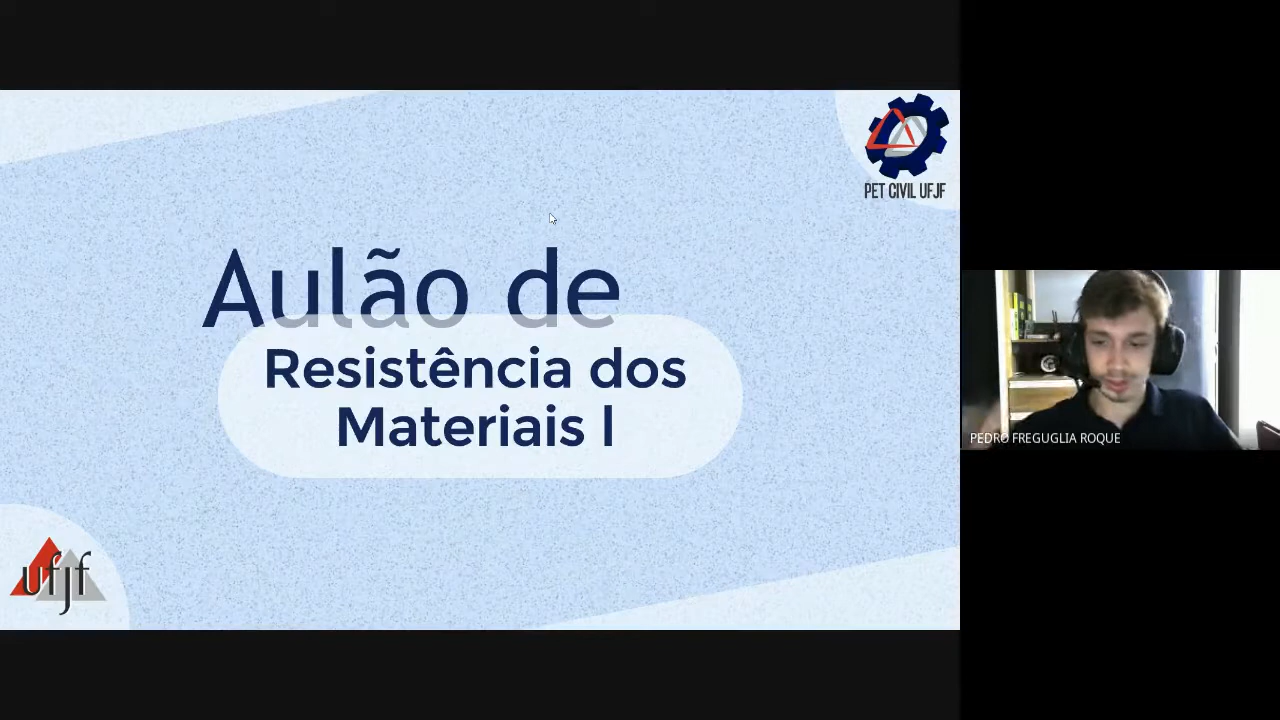 PET CIVIL UFJF
Aulão de
Resistência dos
Materiais l
PEDRO FREGUGLIA ROQUE
ufjf